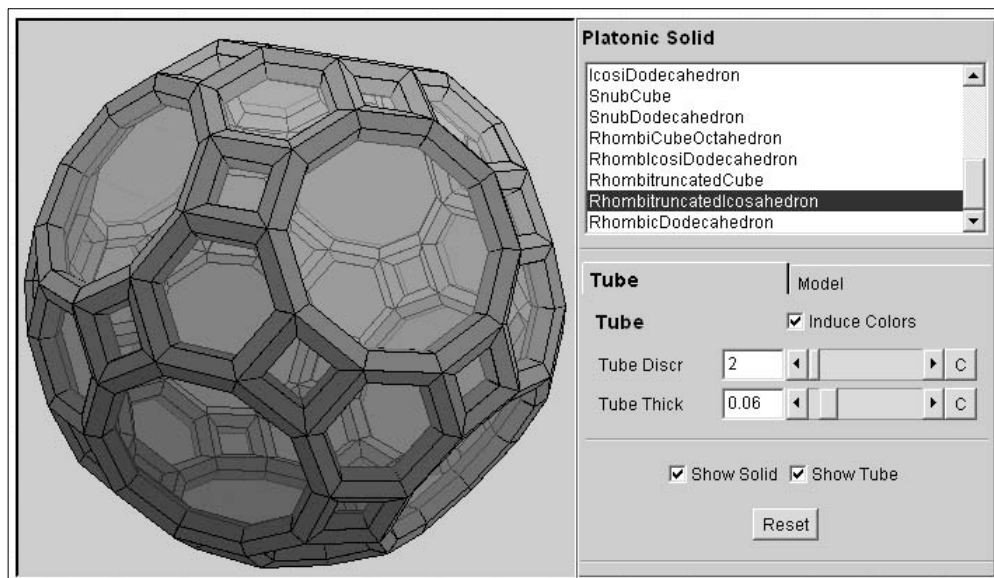 Platonic Solid
IcosiDodecahedron
SnubCube
SnubDodecahedron
RhombiCubeOctahedron
RhombIcosiDodecahedron
RhombitruncatedCube
RhombitruncatedIcosahedron
RhombicDodecahedron
Tube Model
Tube Induce Colors
Tube Discr 2 C
Tube Thick 0.06 C
Show Solid Show Tube
Reset